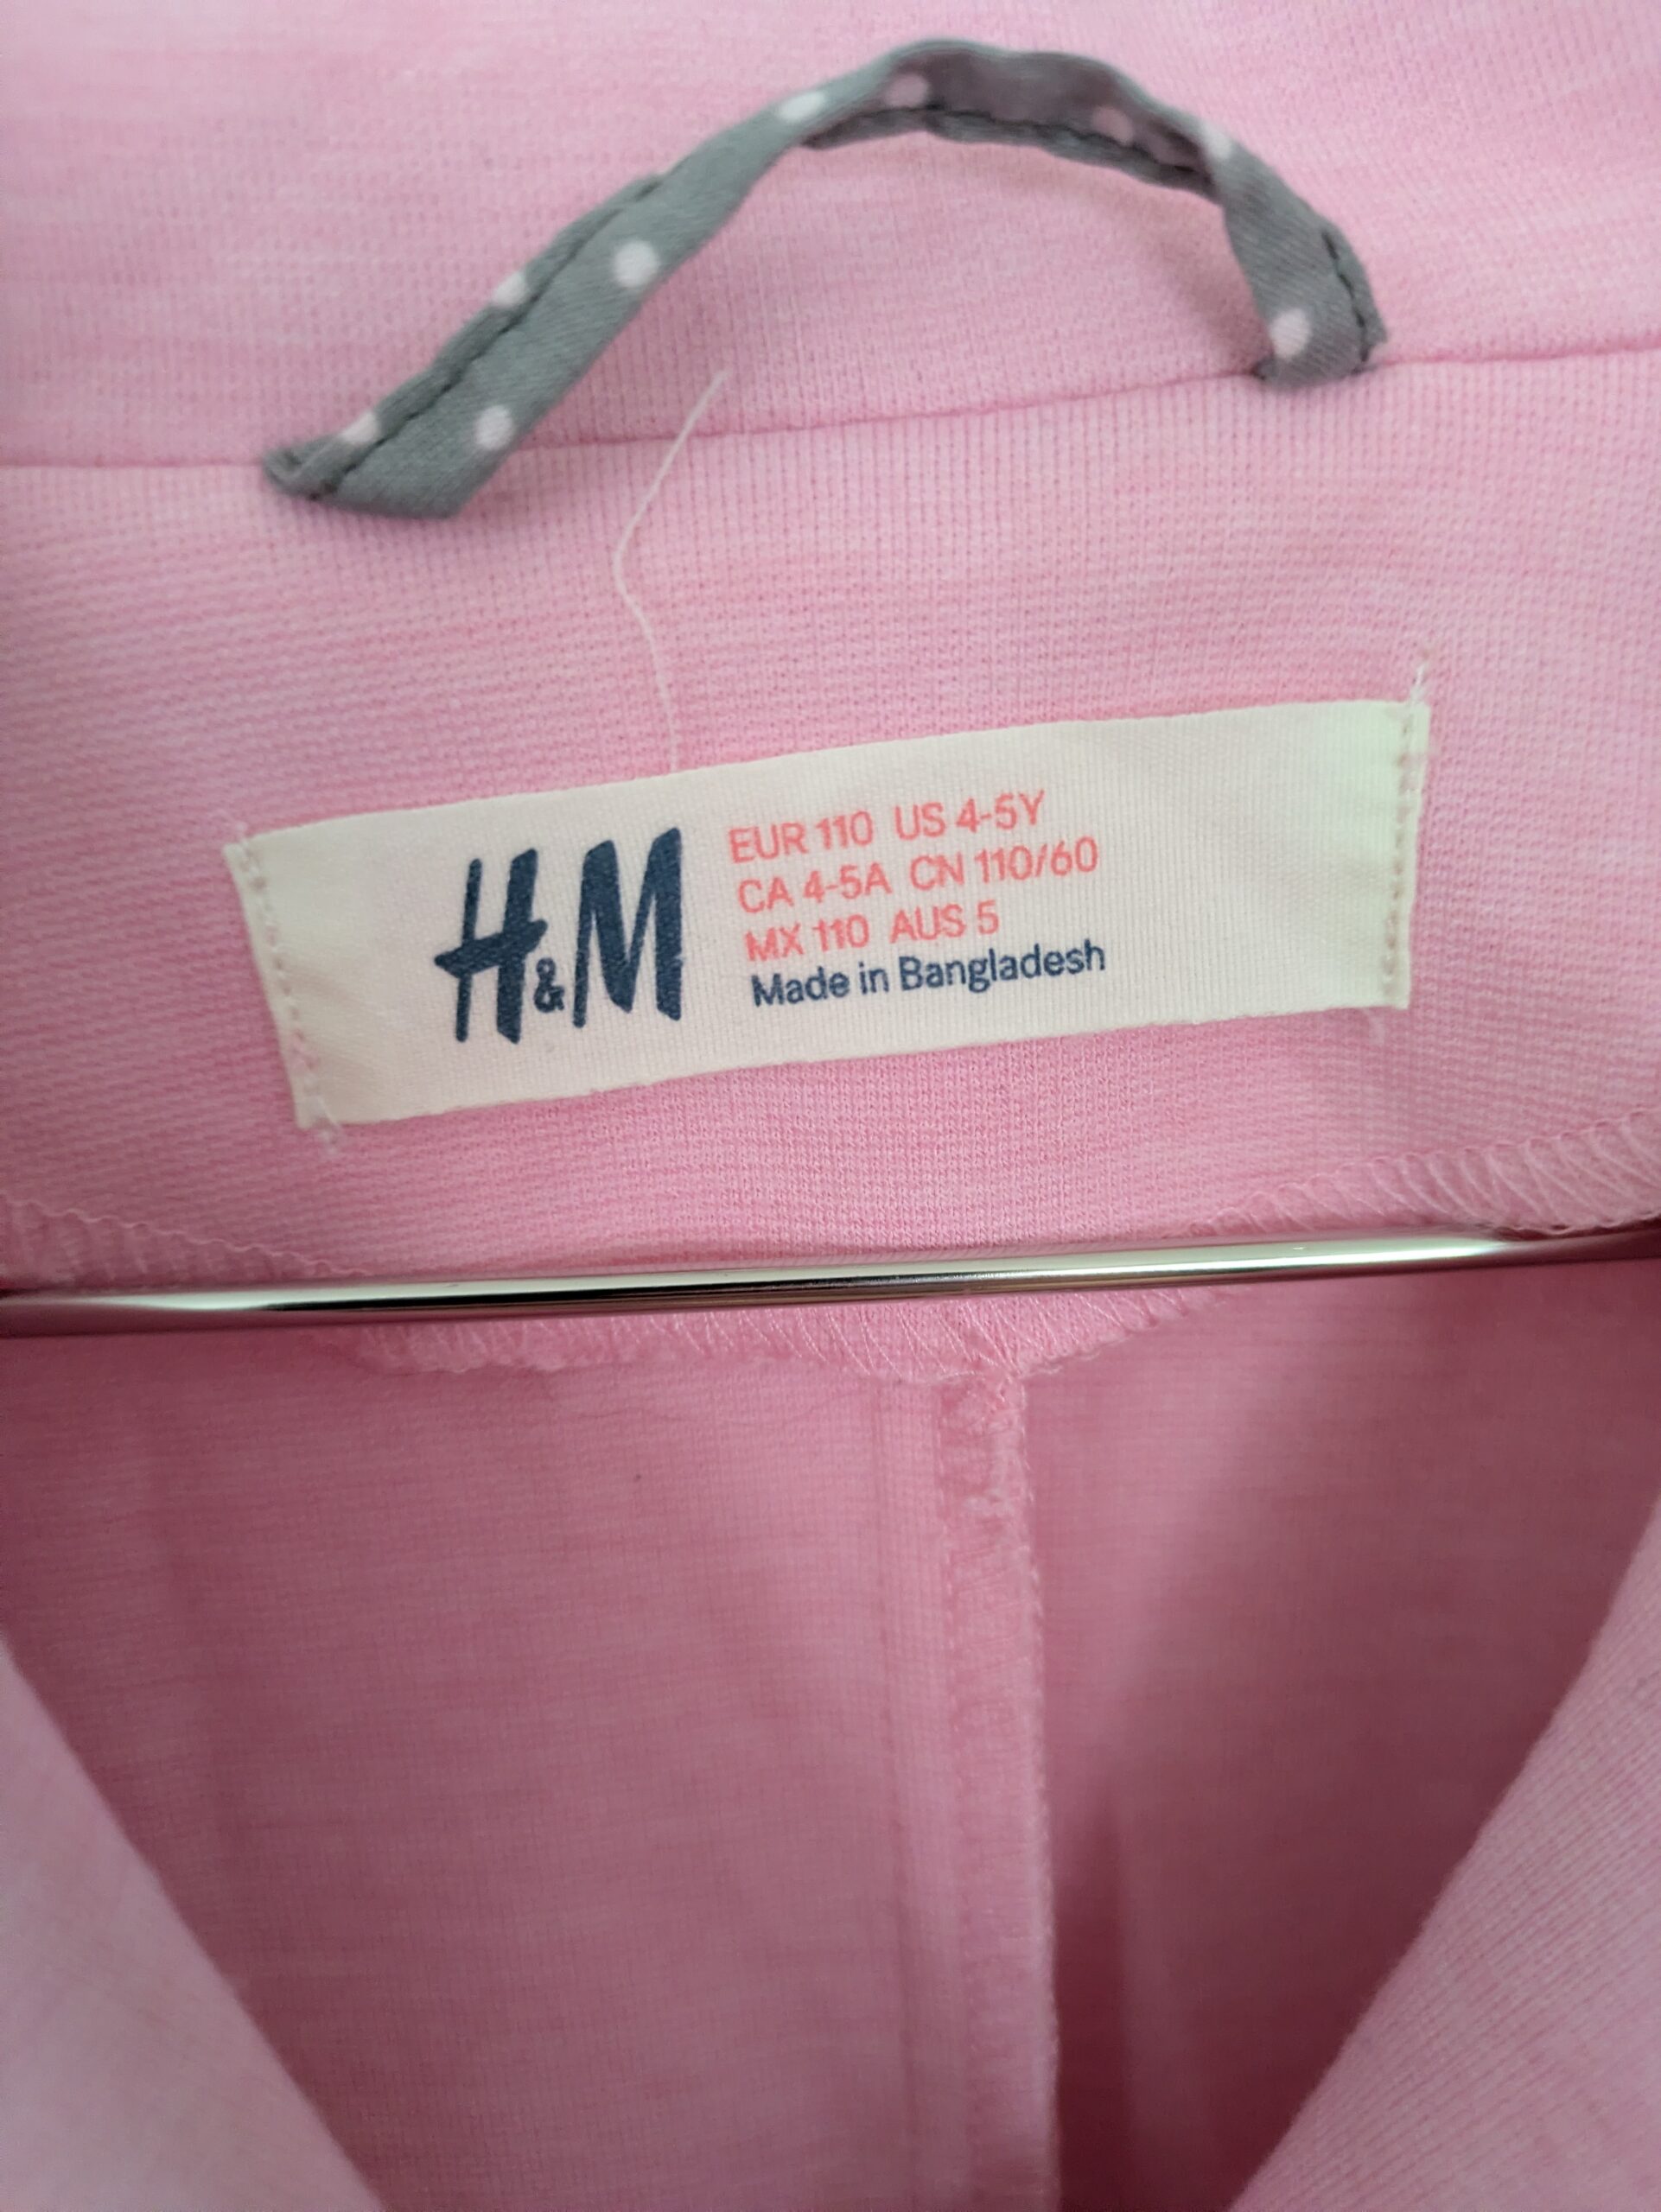 H&M
EUR 110 US 4-5Y
CA 4-5A CN 110/60
MX 110 AUS 5
Made in Bangladesh